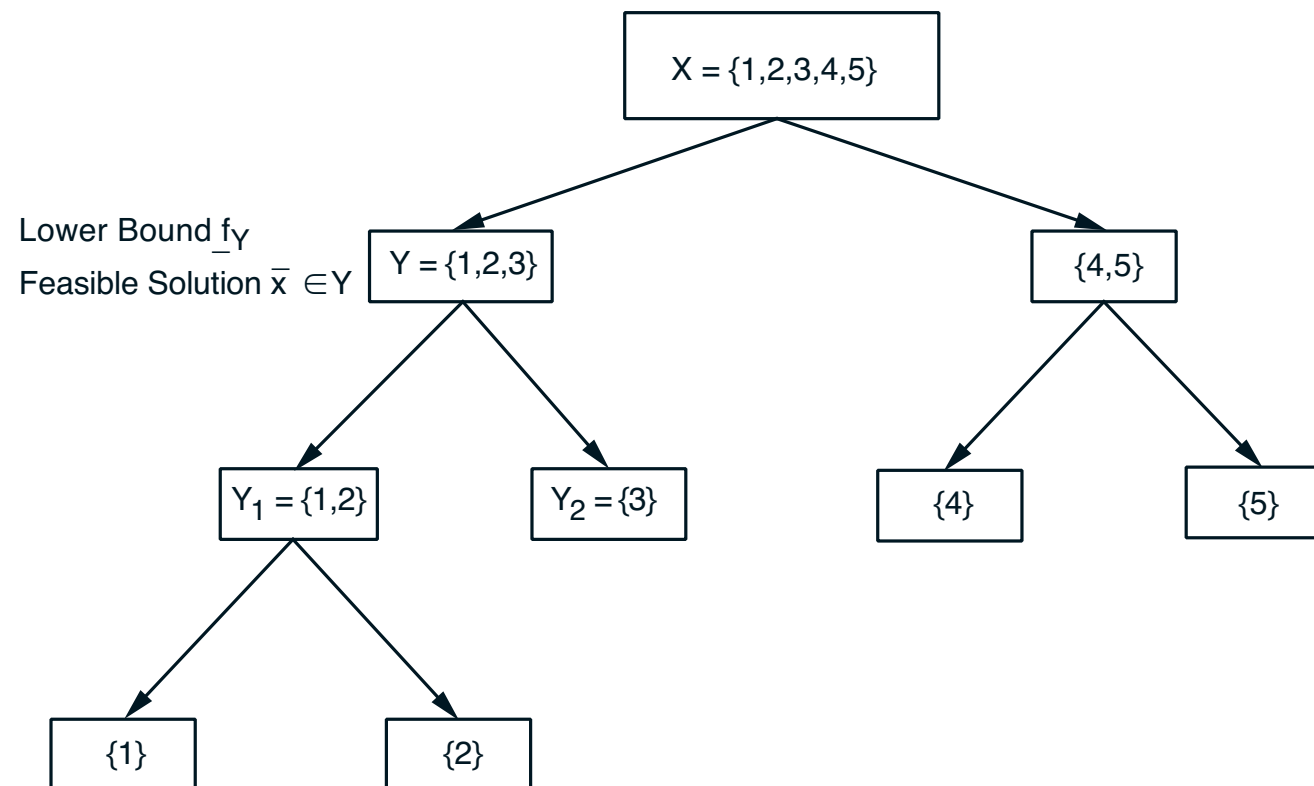 X = {1,2,3,4,5}
Lower Bound f_Y
Feasible Solution x̄ ∈ Y
Y = {1,2,3}
{4,5}
Y₁ = {1,2}
Y₂ = {3}
{4}
{5}
{1}
{2}